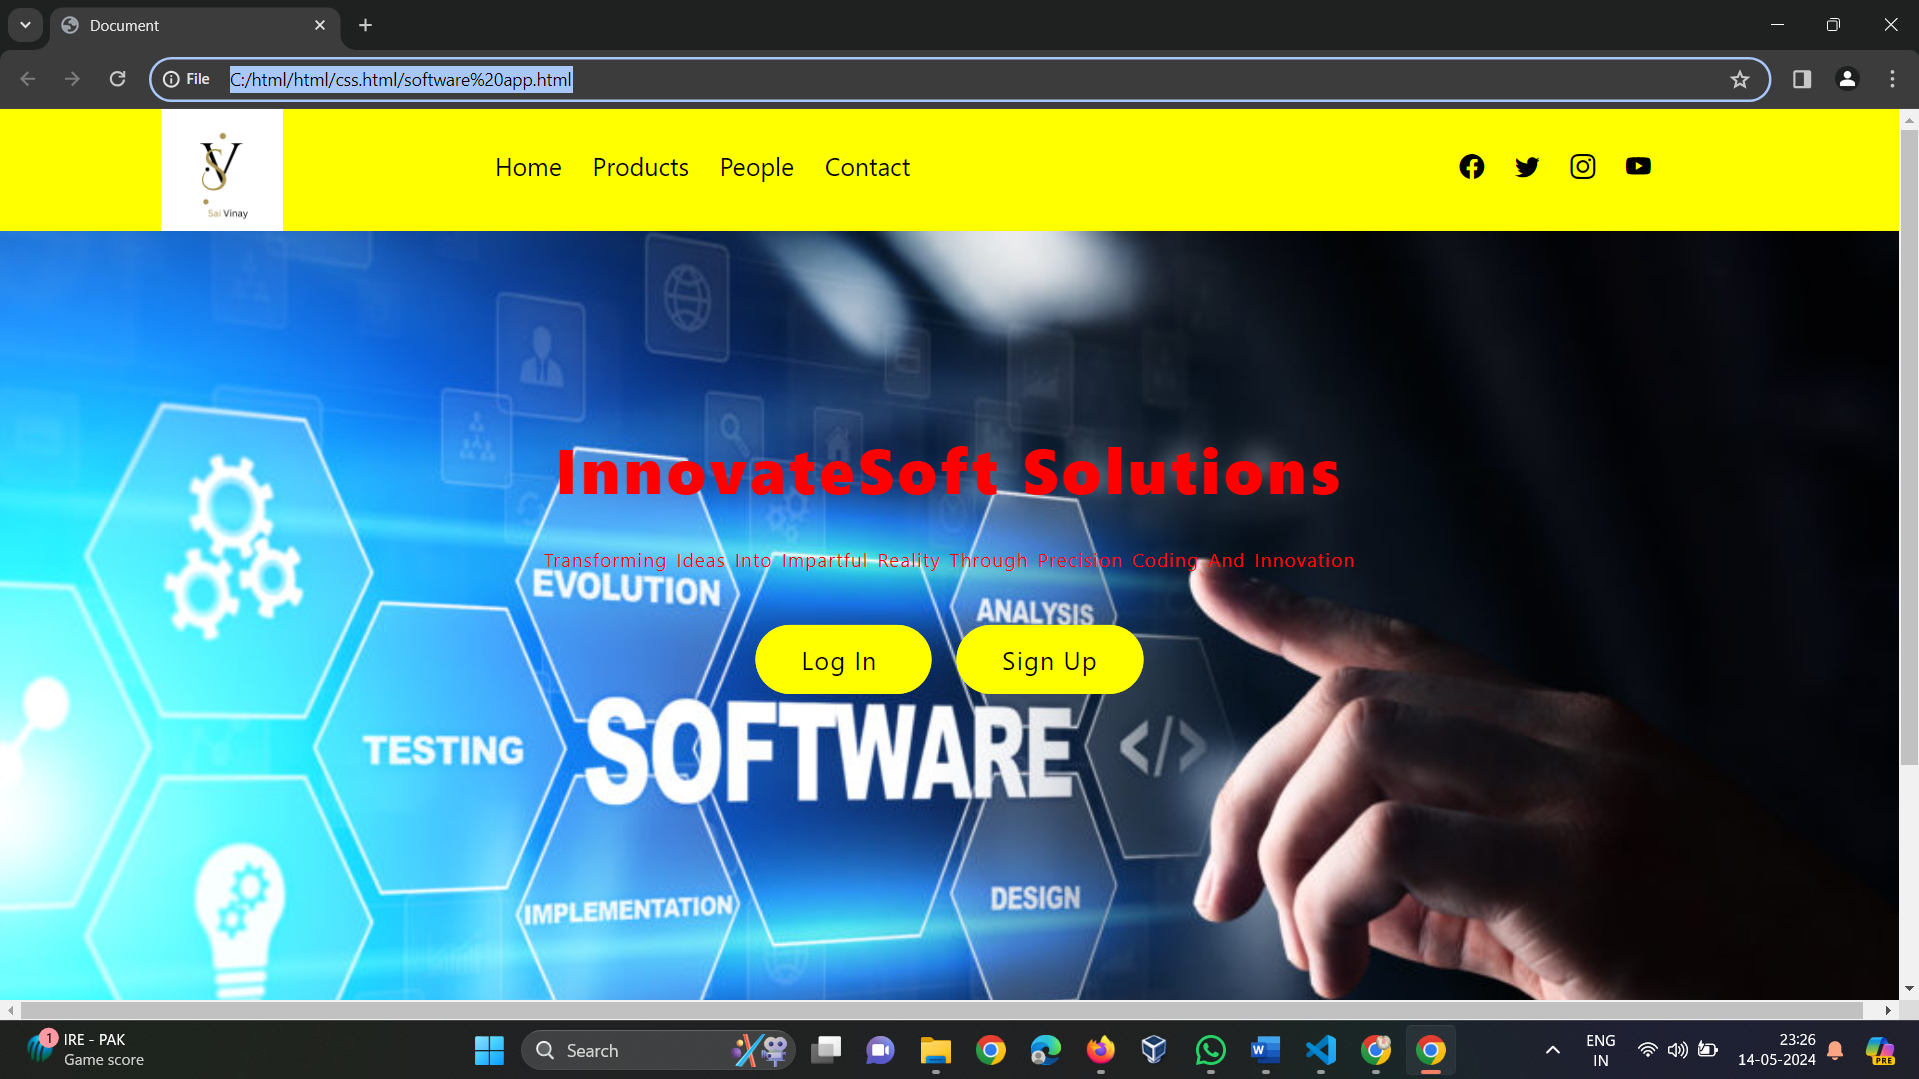 Document
File C:/html/html/css.html/software%20app.html
SV
Sai Vinay
Home Products People Contact
InnovateSoft Solutions
Transforming Ideas Into Impartful Reality Through Precision Coding And Innovation
EVOLUTION
ANALYSIS
Log In Sign Up
SOFTWARE
</>
TESTING
IMPLEMENTATION
DESIGN
1
IRE - PAK
Game score
Search
W
ENG
IN
23:26
14-05-2024
PRE